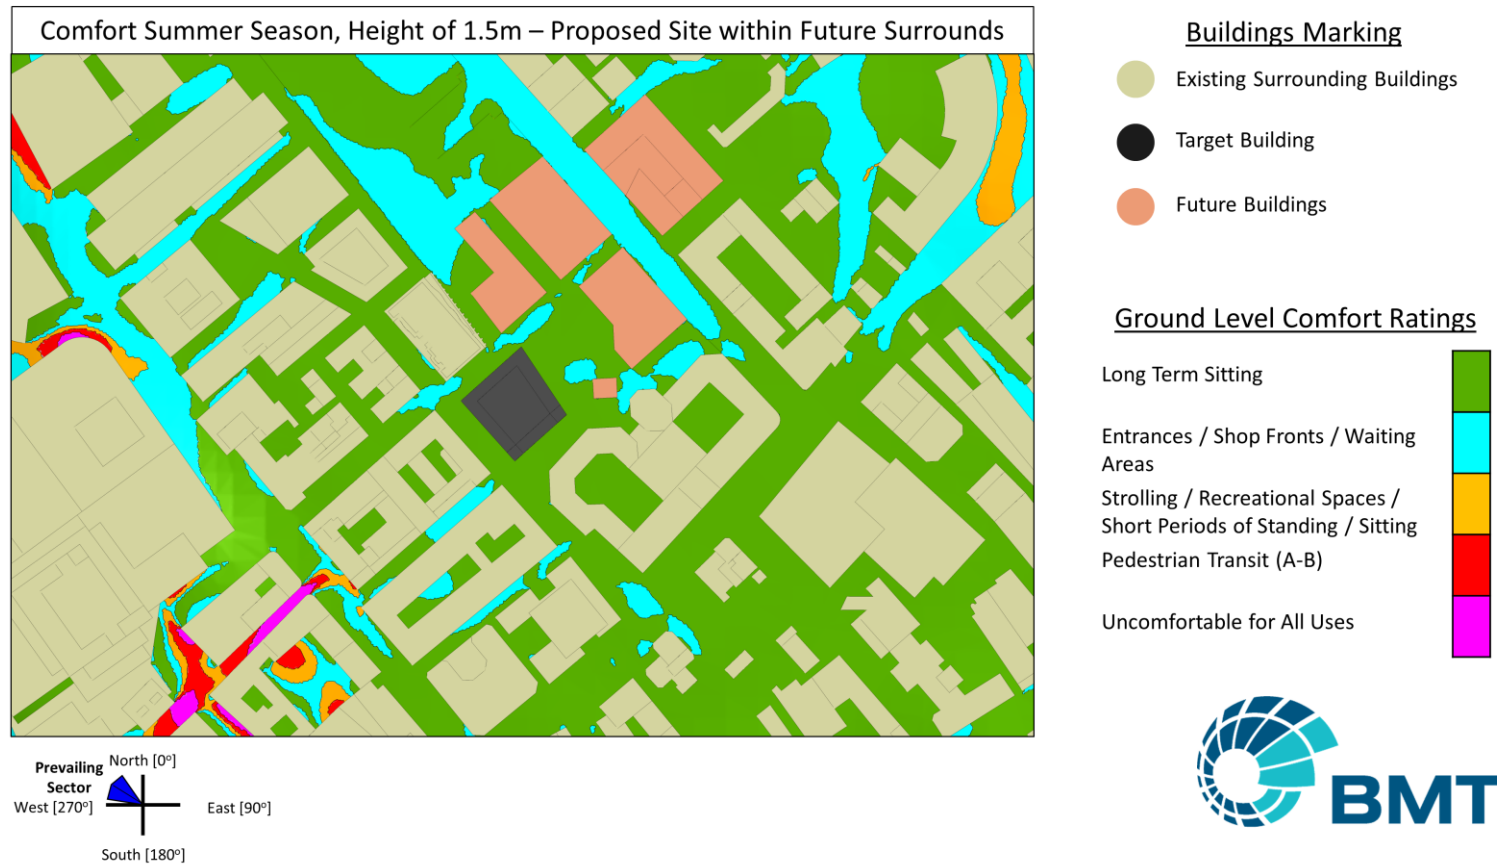 Comfort Summer Season, Height of 1.5m – Proposed Site within Future Surrounds
Buildings Marking
Existing Surrounding Buildings
Target Building
Future Buildings
Ground Level Comfort Ratings
Long Term Sitting
Entrances / Shop Fronts / Waiting
Areas
Strolling / Recreational Spaces /
Short Periods of Standing / Sitting
Pedestrian Transit (A-B)
Uncomfortable for All Uses
North [0°]
Prevailing
Sector
West [270°]
East [90°]
South [180°]
BMT